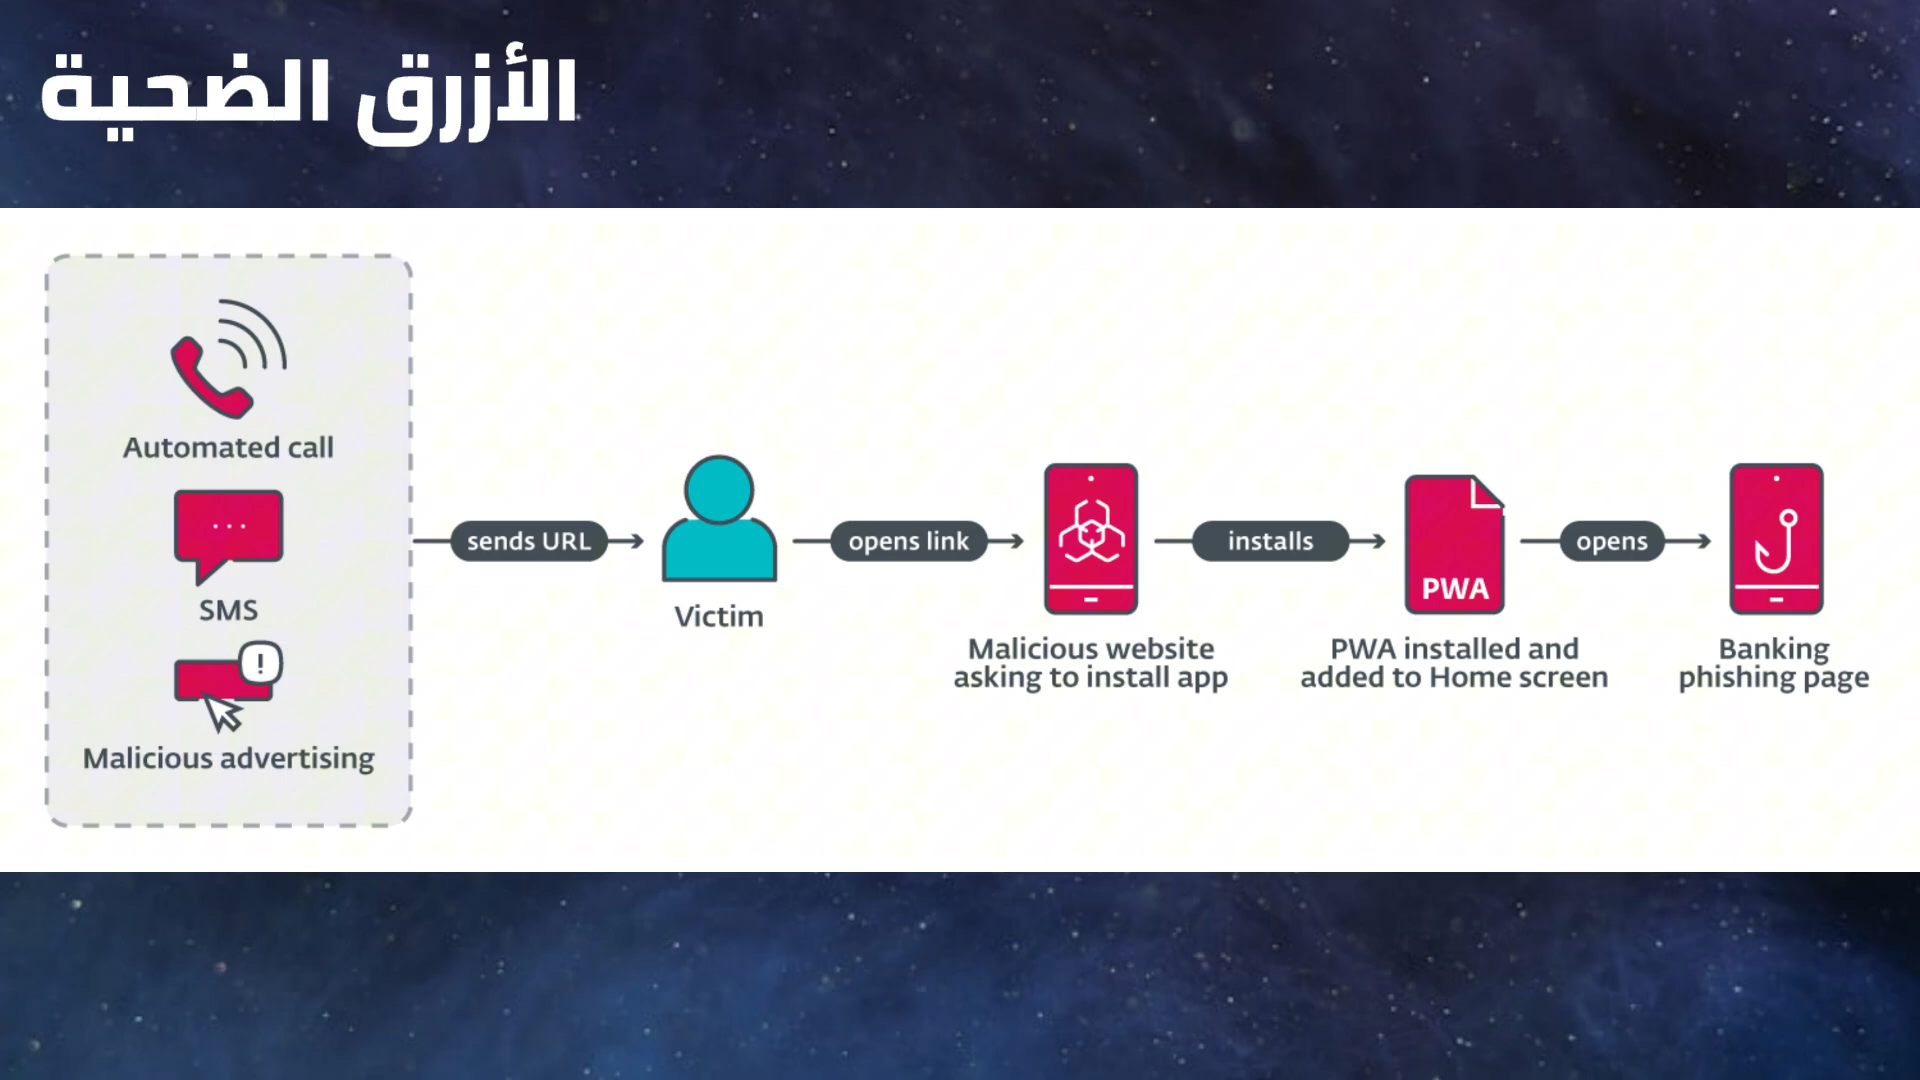 الأزرق الضحية
Automated call
SMS
!
Malicious advertising
sends URL
Victim
opens link
Malicious website
asking to install app
installs
PWA
PWA installed and
added to Home screen
opens
Banking
phishing page